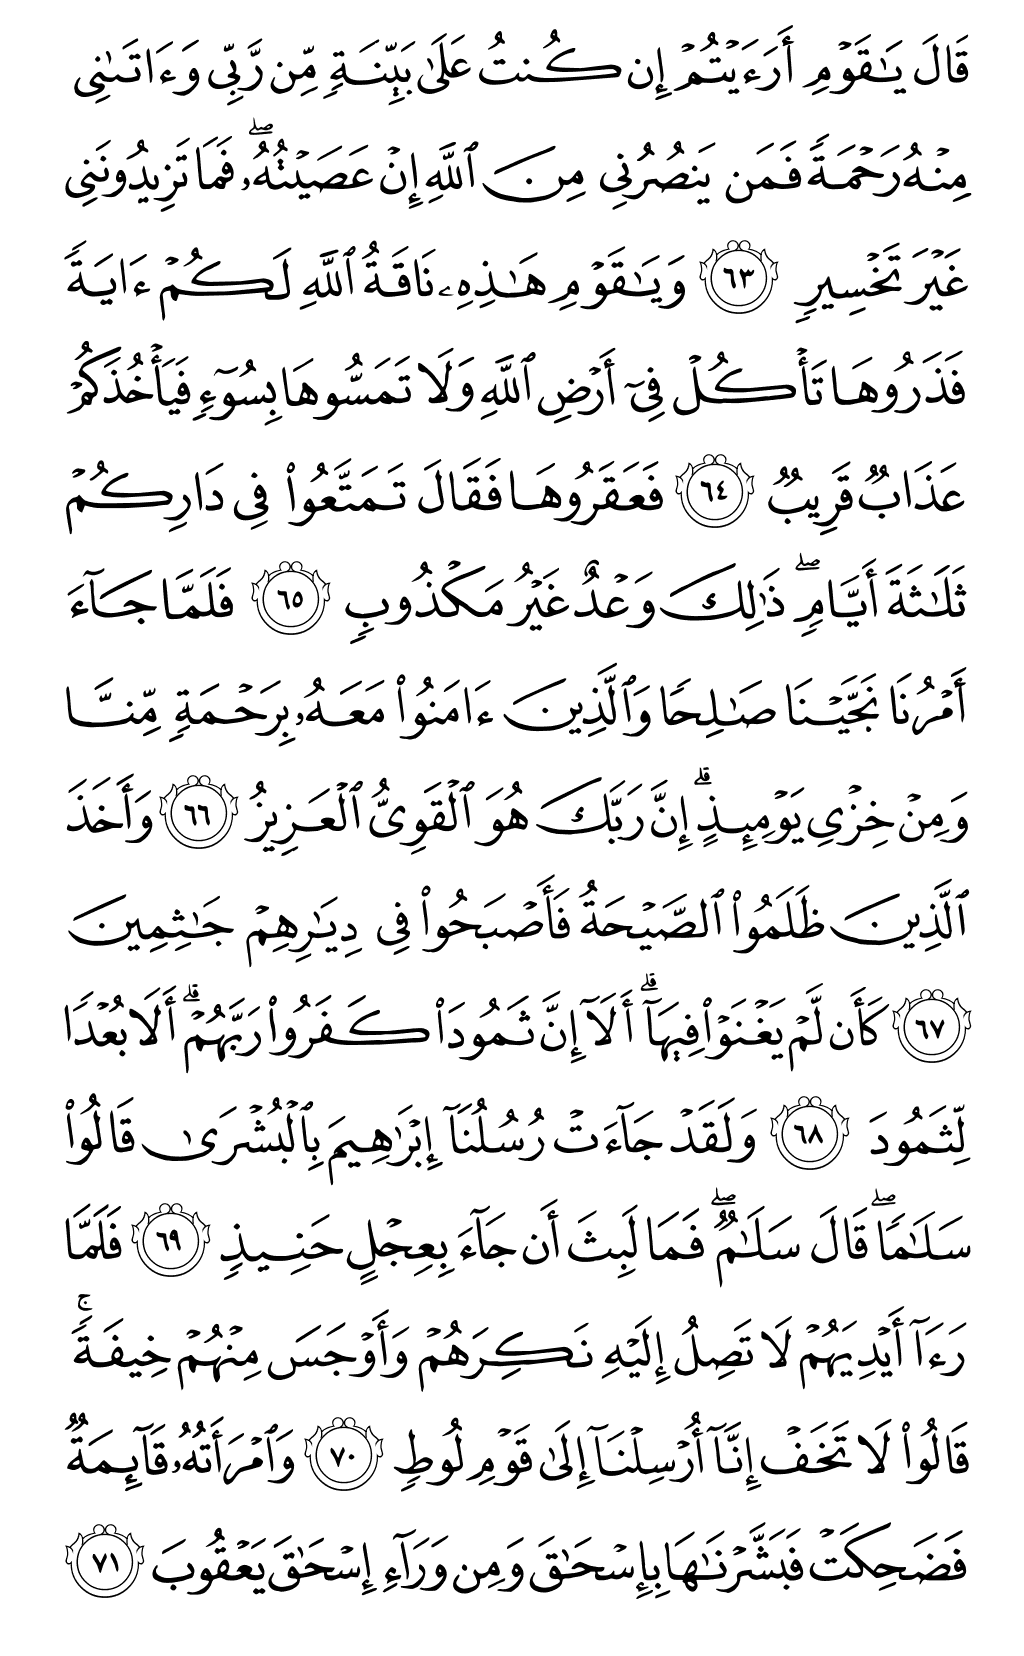 قَالَ يَٰقَوْمِ أَرَءَيْتُمْ إِن كُنتُ عَلَىٰ بَيِّنَةٍ مِّن رَّبِّى وَءَاتَىٰنِى
مِنْهُ رَحْمَةً فَمَن يَنصُرُنِى مِنَ ٱللَّهِ إِنْ عَصَيْتُهُۥۖ فَمَا تَزِيدُونَنِى
غَيْرَ تَخْسِيرٍ ٦٣ وَيَٰقَوْمِ هَٰذِهِۦ نَاقَةُ ٱللَّهِ لَكُمْ ءَايَةً
فَذَرُوهَا تَأْكُلْ فِىٓ أَرْضِ ٱللَّهِ وَلَا تَمَسُّوهَا بِسُوٓءٍ فَيَأْخُذَكُمْ
عَذَابٌ قَرِيبٌ ٦٤ فَعَقَرُوهَا فَقَالَ تَمَتَّعُوا۟ فِى دَارِكُمْ
ثَلَٰثَةَ أَيَّامٍۖ ذَٰلِكَ وَعْدٌ غَيْرُ مَكْذُوبٍ ٦٥ فَلَمَّا جَآءَ
أَمْرُنَا نَجَّيْنَا صَٰلِحًا وَٱلَّذِينَ ءَامَنُوا۟ مَعَهُۥ بِرَحْمَةٍ مِّنَّا
وَمِنْ خِزْىِ يَوْمِئِذٍۗ إِنَّ رَبَّكَ هُوَ ٱلْقَوِىُّ ٱلْعَزِيزُ ٦٦ وَأَخَذَ
ٱلَّذِينَ ظَلَمُوا۟ ٱلصَّيْحَةُ فَأَصْبَحُوا۟ فِى دِيَٰرِهِمْ جَٰثِمِينَ
٦٧ كَأَن لَّمْ يَغْنَوْا۟ فِيهَآۗ أَلَآ إِنَّ ثَمُودَا۟ كَفَرُوا۟ رَبَّهُمْۗ أَلَا بُعْدًا
لِّثَمُودَ ٦٨ وَلَقَدْ جَآءَتْ رُسُلُنَآ إِبْرَٰهِيمَ بِٱلْبُشْرَىٰ قَالُوا۟
سَلَٰمًاۖ قَالَ سَلَٰمٌۖ فَمَا لَبِثَ أَن جَآءَ بِعِجْلٍ حَنِيذٍ ٦٩ فَلَمَّا
رَءَآ أَيْدِيَهُمْ لَا تَصِلُ إِلَيْهِ نَكِرَهُمْ وَأَوْجَسَ مِنْهُمْ خِيفَةًۚ
قَالُوا۟ لَا تَخَفْ إِنَّآ أُرْسِلْنَآ إِلَىٰ قَوْمِ لُوطٍ ٧٠ وَٱمْرَأَتُهُۥ قَآئِمَةٌ
فَضَحِكَتْ فَبَشَّرْنَٰهَا بِإِسْحَٰقَ وَمِن وَرَآءِ إِسْحَٰقَ يَعْقُوبَ ٧١